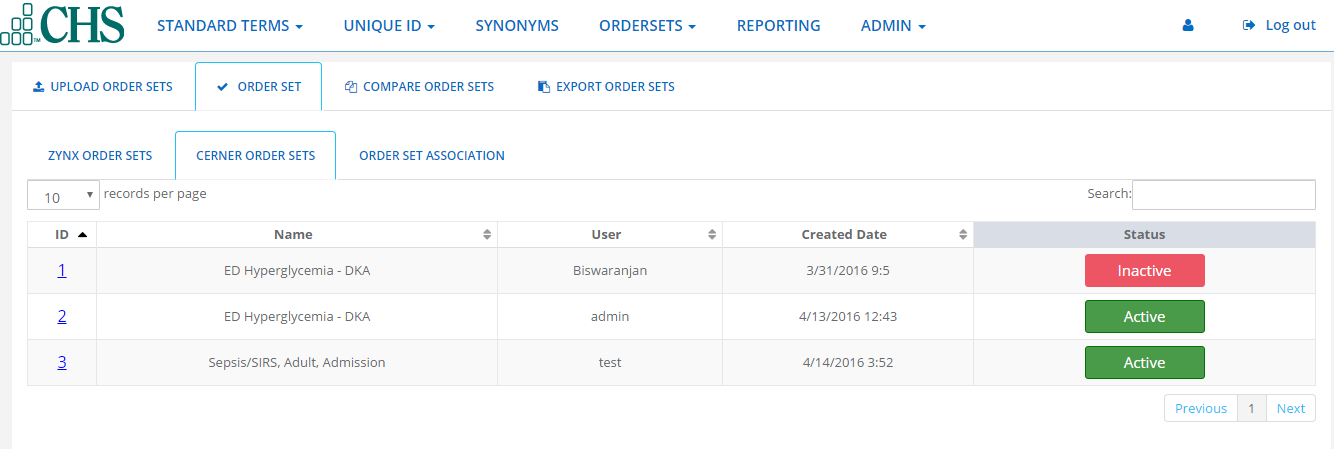 CHS STANDARD TERMS UNIQUE ID SYNONYMS ORDERSETS REPORTING ADMIN Log out
UPLOAD ORDER SETS ORDER SET COMPARE ORDER SETS EXPORT ORDER SETS
ZYNX ORDER SETS CERNER ORDER SETS ORDER SET ASSOCIATION
10 records per page Search:
ID Name User Created Date Status
1 ED Hyperglycemia - DKA Biswaranjan 3/31/2016 9:5 Inactive
2 ED Hyperglycemia - DKA admin 4/13/2016 12:43 Active
3 Sepsis/SIRS, Adult, Admission test 4/14/2016 3:52 Active
Previous 1 Next